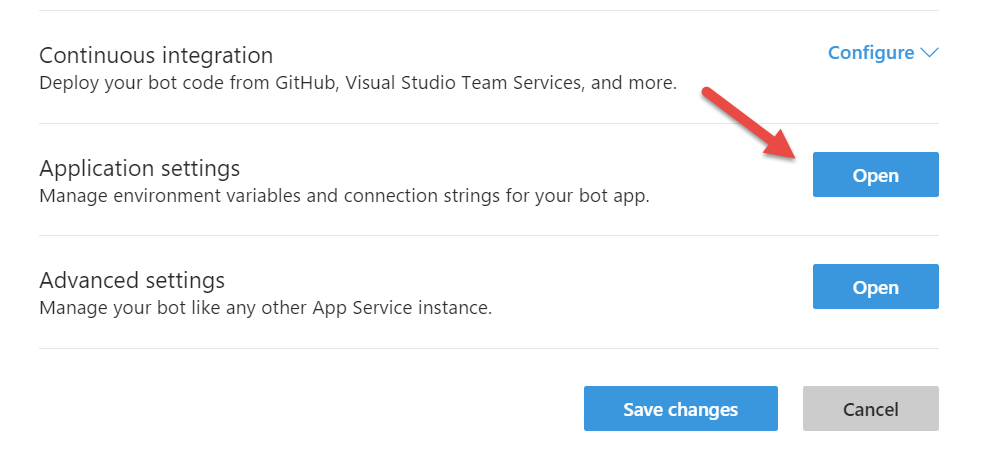 Continuous integration
Configure
Deploy your bot code from GitHub, Visual Studio Team Services, and more.
Application settings
Open
Manage environment variables and connection strings for your bot app.
Advanced settings
Open
Manage your bot like any other App Service instance.
Save changes
Cancel